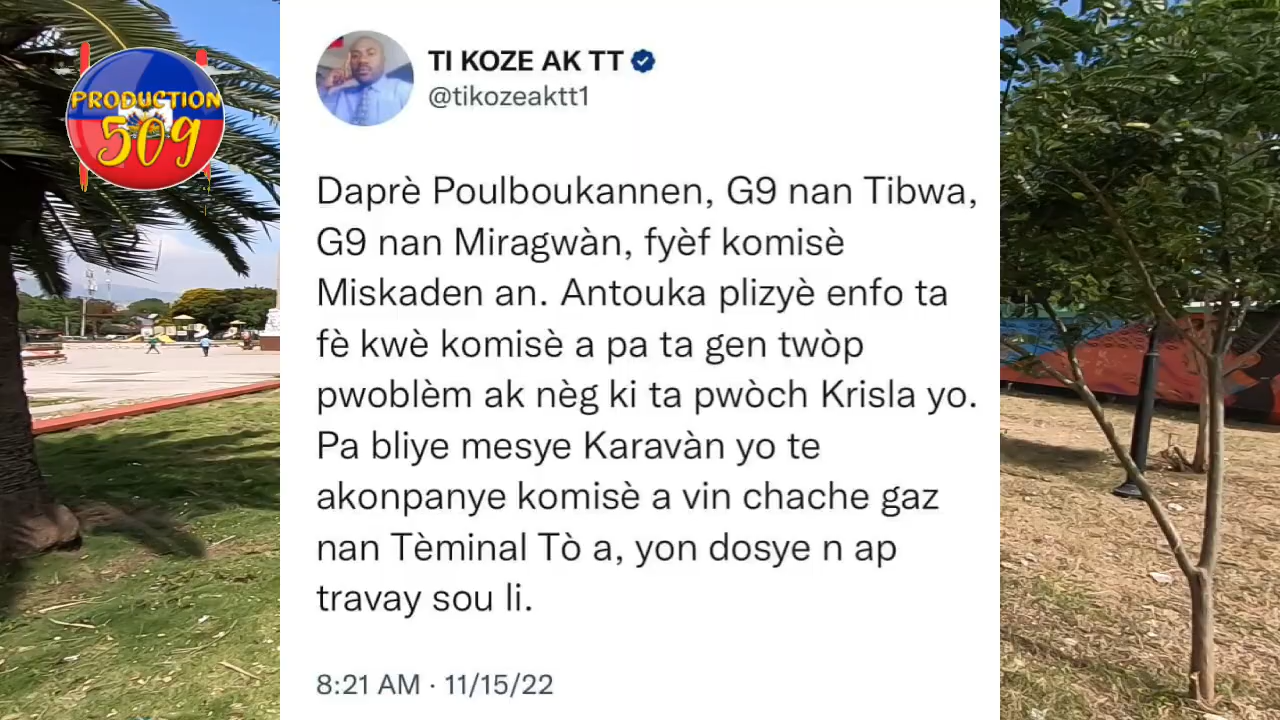 PRODUCTION
509
TI KOZE AK TT
@tikozeaktt1
Daprè Poulboukannen, G9 nan Tibwa,
G9 nan Miragwàn, fyèf komisè
Miskaden an. Antouka plizyè enfo ta
fè kwè komisè a pa ta gen twòp
pwoblèm ak nèg ki ta pwòch Krisla yo.
Pa bliye mesye Karavàn yo te
akonpanye komisè a vin chache gaz
nan Tèminal Tò a, yon dosye n ap
travay sou li.
8:21 AM · 11/15/22